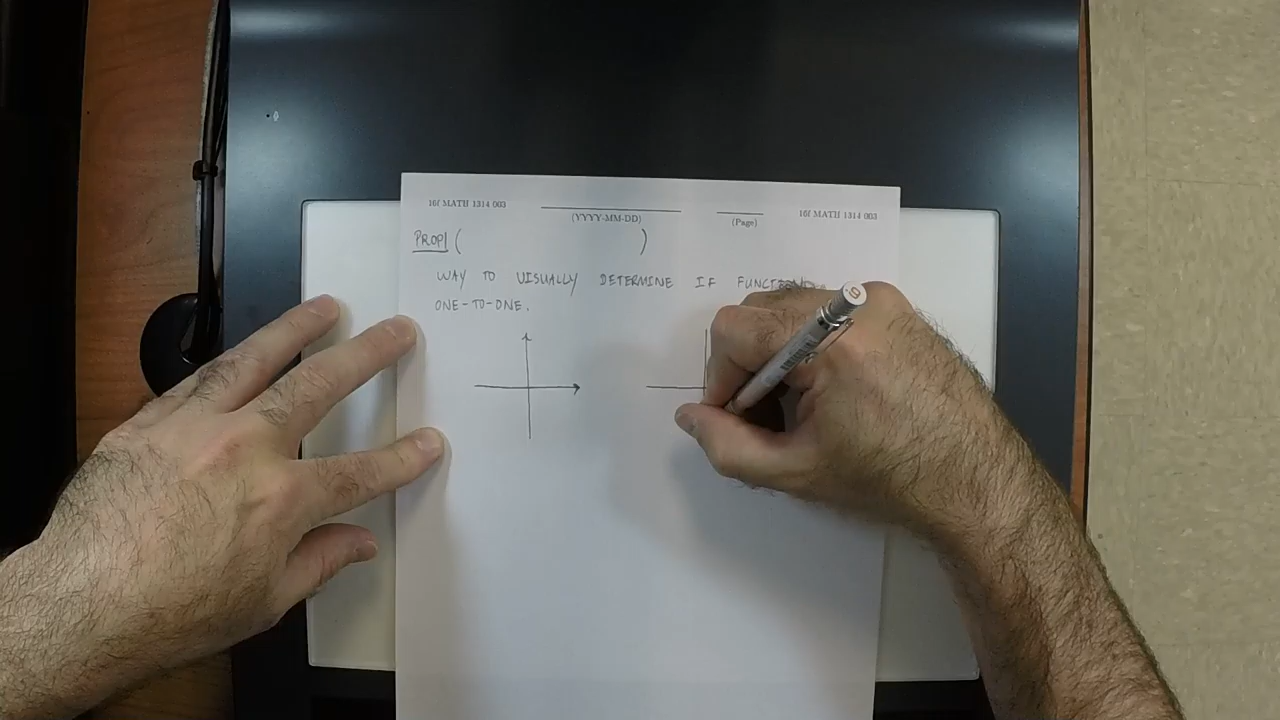 16f MATH 1314 003 (YYYY-MM-DD) (Page) 16f MATH 1314 003
PROP (                    )
WAY TO VISUALLY DETERMINE IF FUNCTION
ONE-TO-ONE.
.9